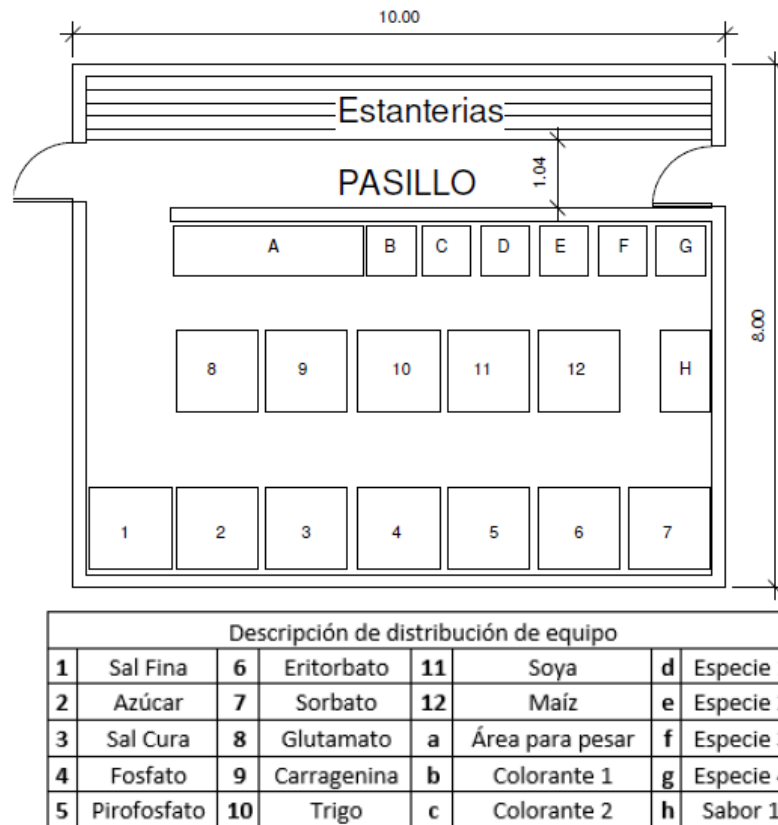 10.00
Estanterias
PASILLO
1.04
A B C D E F G
8.00
8 9 10 11 12 H
1 2 3 4 5 6 7
Descripción de distribución de equipo
1 Sal Fina 6 Eritorbato 11 Soya d Especie
2 Azúcar 7 Sorbato 12 Maíz e Especie
3 Sal Cura 8 Glutamato a Área para pesar f Especie
4 Fosfato 9 Carragenina b Colorante 1 g Especie
5 Pirofosfato 10 Trigo c Colorante 2 h Sabor 1